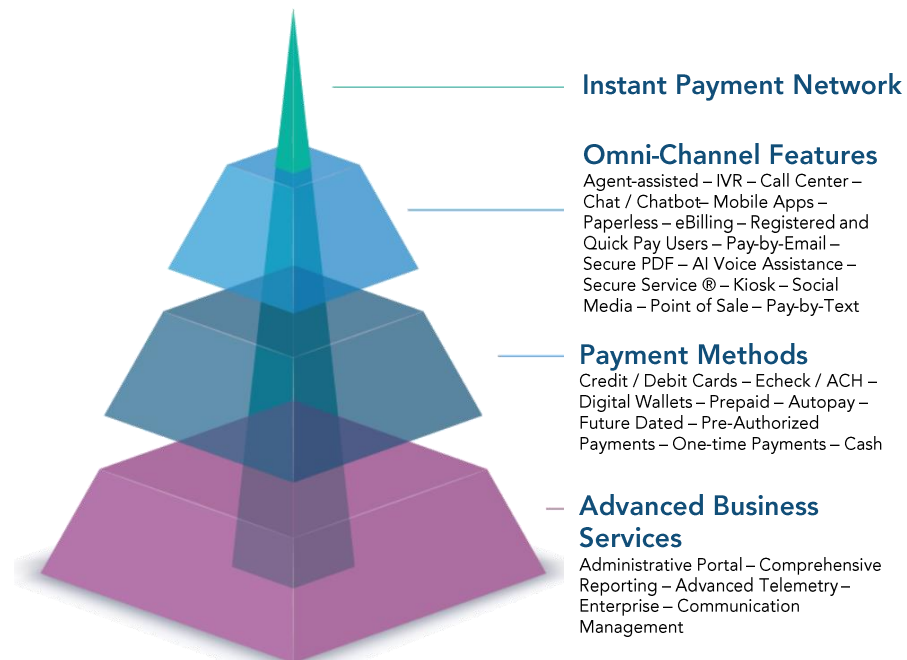 Instant Payment Network
Omni-Channel Features
Agent-assisted – IVR – Call Center –
Chat / Chatbot– Mobile Apps –
Paperless – eBilling – Registered and
Quick Pay Users – Pay-by-Email –
Secure PDF – AI Voice Assistance –
Secure Service ® – Kiosk – Social
Media – Point of Sale – Pay-by-Text
Payment Methods
Credit / Debit Cards – Echeck / ACH –
Digital Wallets – Prepaid – Autopay –
Future Dated – Pre-Authorized
Payments – One-time Payments – Cash
Advanced Business
Services
Administrative Portal – Comprehensive
Reporting – Advanced Telemetry –
Enterprise – Communication
Management